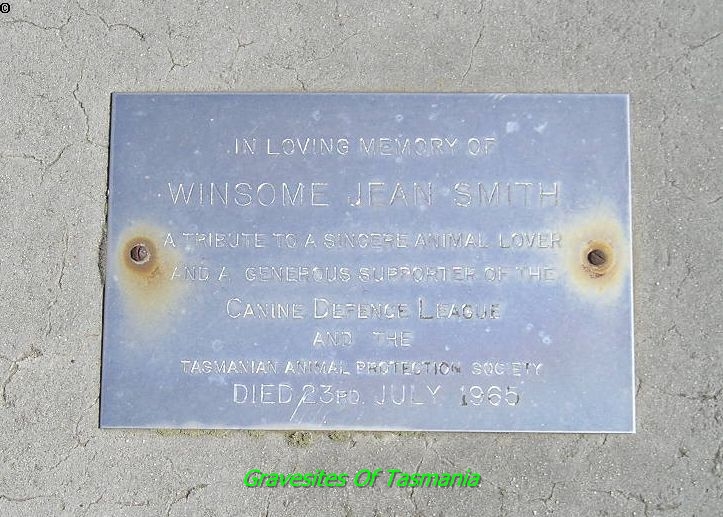 ©
IN LOVING MEMORY OF
WINSOME JEAN SMITH
A TRIBUTE TO A SINCERE ANIMAL LOVER
AND A GENEROUS SUPPORTER OF THE
CANINE DEFENCE LEAGUE
AND THE
TASMANIAN ANIMAL PROTECTION SOCIETY
DIED 23RD. JULY 1965
Gravesites Of Tasmania